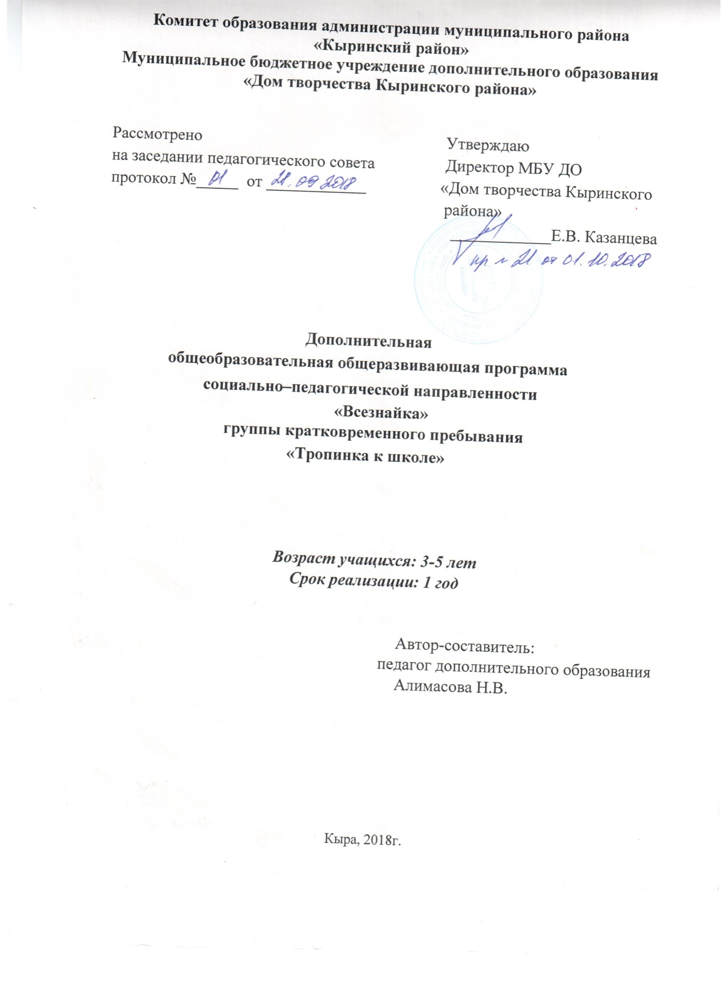 Комитет образования администрации муниципального района
«Кыринский район»
Муниципальное бюджетное учреждение дополнительного образования
«Дом творчества Кыринского района»
Рассмотрено
на заседании педагогического совета
протокол № 01 от 28.09 2018
Утверждаю
Директор МБУ ДО
«Дом творчества Кыринского
района»
Е.В. Казанцева
пр № 21 от 01.10.2018
Дополнительная
общеобразовательная общеразвивающая программа
социально–педагогической направленности
«Всезнайка»
группы кратковременного пребывания
«Тропинка к школе»
Возраст учащихся: 3-5 лет
Срок реализации: 1 год
Автор-составитель:
педагог дополнительного образования
Алимасова Н.В.
Кыра, 2018г.